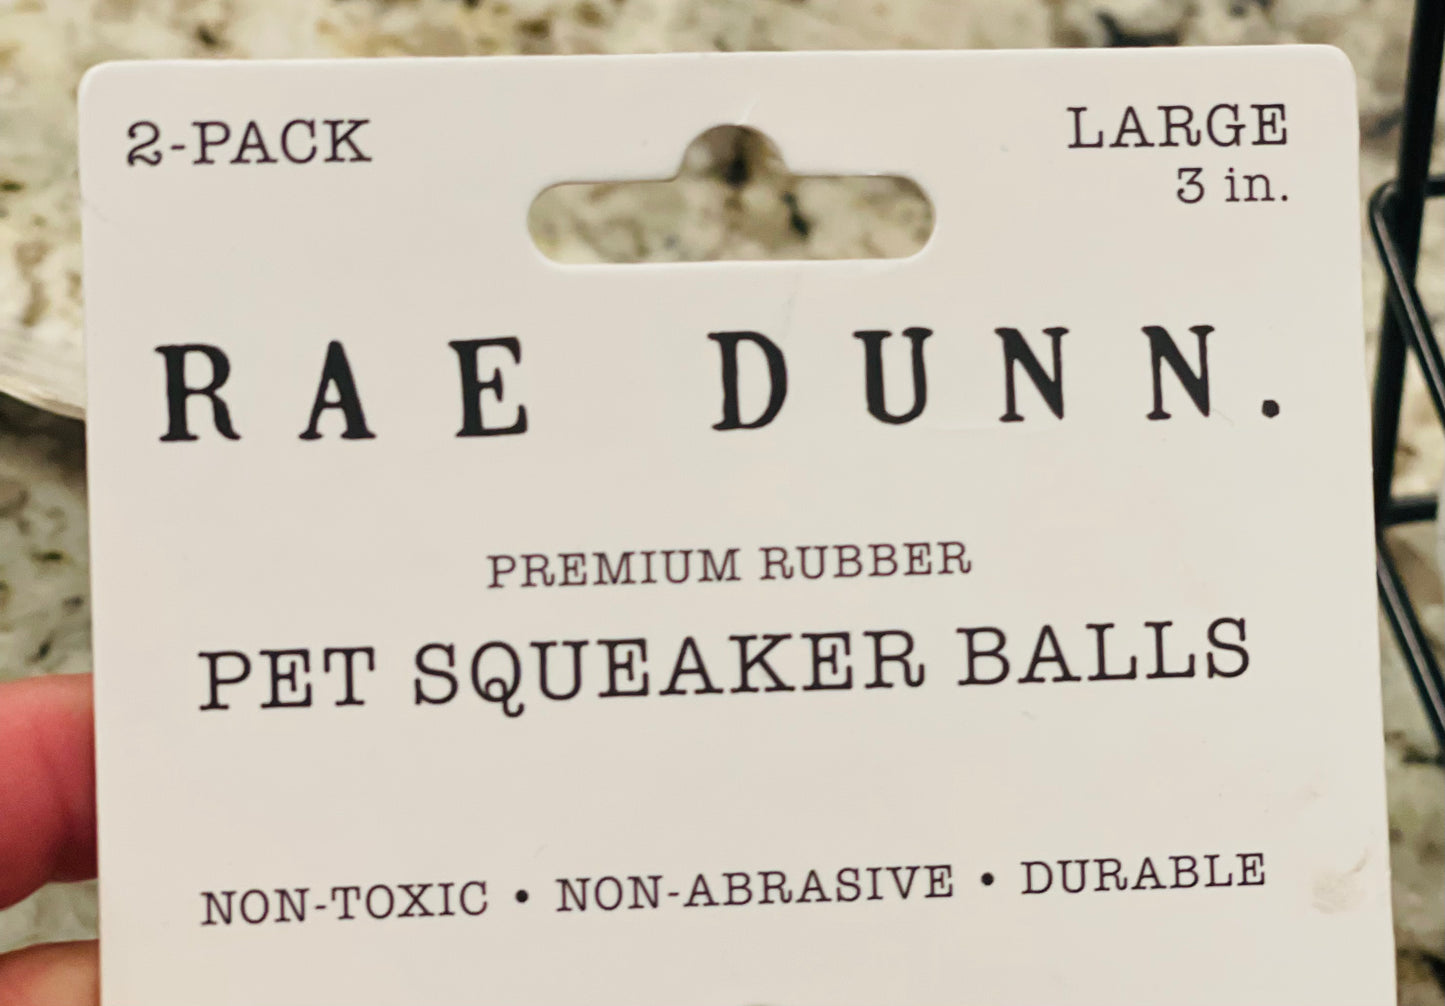 2-PACK
LARGE
3 in.
RAE DUNN.
PREMIUM RUBBER
PET SQUEAKER BALLS
NON-TOXIC • NON-ABRASIVE • DURABLE